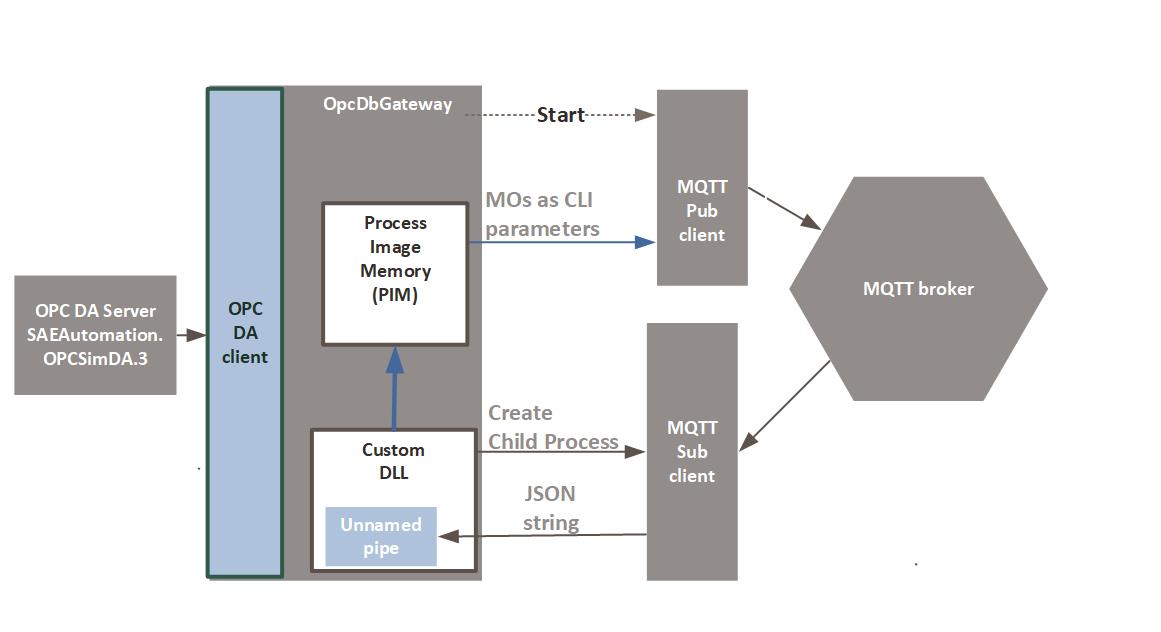 OpcDbGateway
Start
MOs as CLI
parameters
Process
Image
Memory
(PIM)
MQTT
Pub
client
MQTT broker
OPC DA Server
SAEAutomation.
OPCSimDA.3
OPC
DA
client
Create
Child Process
Custom
DLL
MQTT
Sub
client
JSON
string
Unnamed
pipe